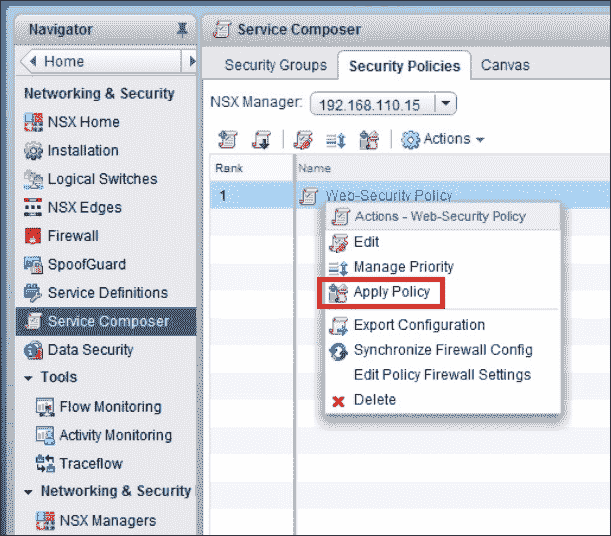 Navigator
Home
Networking & Security
NSX Home
Installation
Logical Switches
NSX Edges
Firewall
SpoofGuard
Service Definitions
Service Composer
Data Security
Tools
Flow Monitoring
Activity Monitoring
Traceflow
Networking & Security
NSX Managers
Service Composer
Security Groups
Security Policies
Canvas
NSX Manager: 192.168.110.15
Actions
Rank Name
1 Web-Security Policy
Actions - Web-Security Policy
Edit
Manage Priority
Apply Policy
Export Configuration
Synchronize Firewall Config
Edit Policy Firewall Settings
Delete